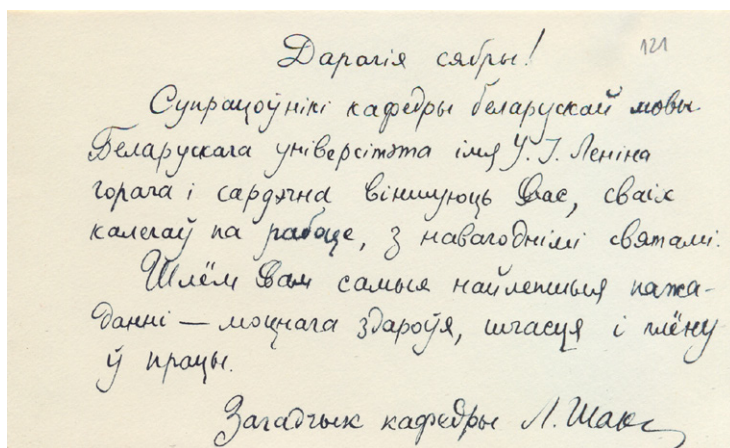 Дарагія сябры!
121
Супрацоўнікі кафедры беларускай мовы
Беларускага універсітэта імя У. І. Леніна
горача і сардэчна віншуюць Вас, сваіх
калегаў па рабоце, з навагоднімі святамі.
Шлём Вам самыя найлепшыя пажа-
данні — моцнага здароўя, шчасця і плёну
ў працы.
Загадчык кафедры Л. Шак